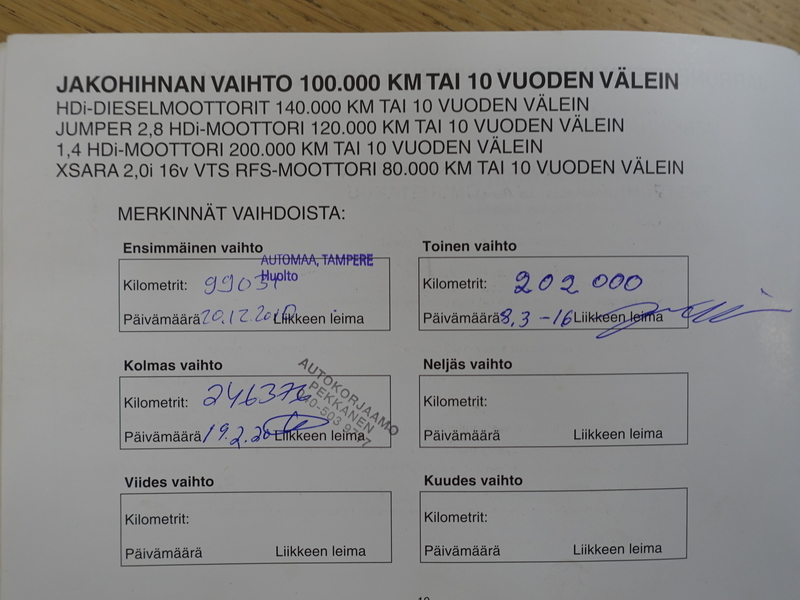 JAKOHIHNAN VAIHTO 100.000 KM TAI 10 VUODEN VÄLEIN
HDi-DIESELMOOTTORIT 140.000 KM TAI 10 VUODEN VÄLEIN
JUMPER 2,8 HDi-MOOTTORI 120.000 KM TAI 10 VUODEN VÄLEIN
1,4 HDi-MOOTTORI 200.000 KM TAI 10 VUODEN VÄLEIN
XSARA 2,0i 16v VTS RFS-MOOTTORI 80.000 KM TAI 10 VUODEN VÄLEIN
MERKINNÄT VAIHDOISTA:
Ensimmäinen vaihto
AUTOMAA, TAMPERE
Huolto
Kilometrit:
Päivämäärä 20.12.2010 Liikkeen leima
Toinen vaihto
Kilometrit: 202 000
Päivämäärä 8.3-16 Liikkeen leima
Kolmas vaihto
Kilometrit: 246376
Päivämäärä 19.2.20 Liikkeen leima
AUTOKORJAAMO
PEKKANEN
Neljäs vaihto
Kilometrit:
Päivämäärä Liikkeen leima
Viides vaihto
Kilometrit:
Päivämäärä Liikkeen leima
Kuudes vaihto
Kilometrit:
Päivämäärä Liikkeen leima